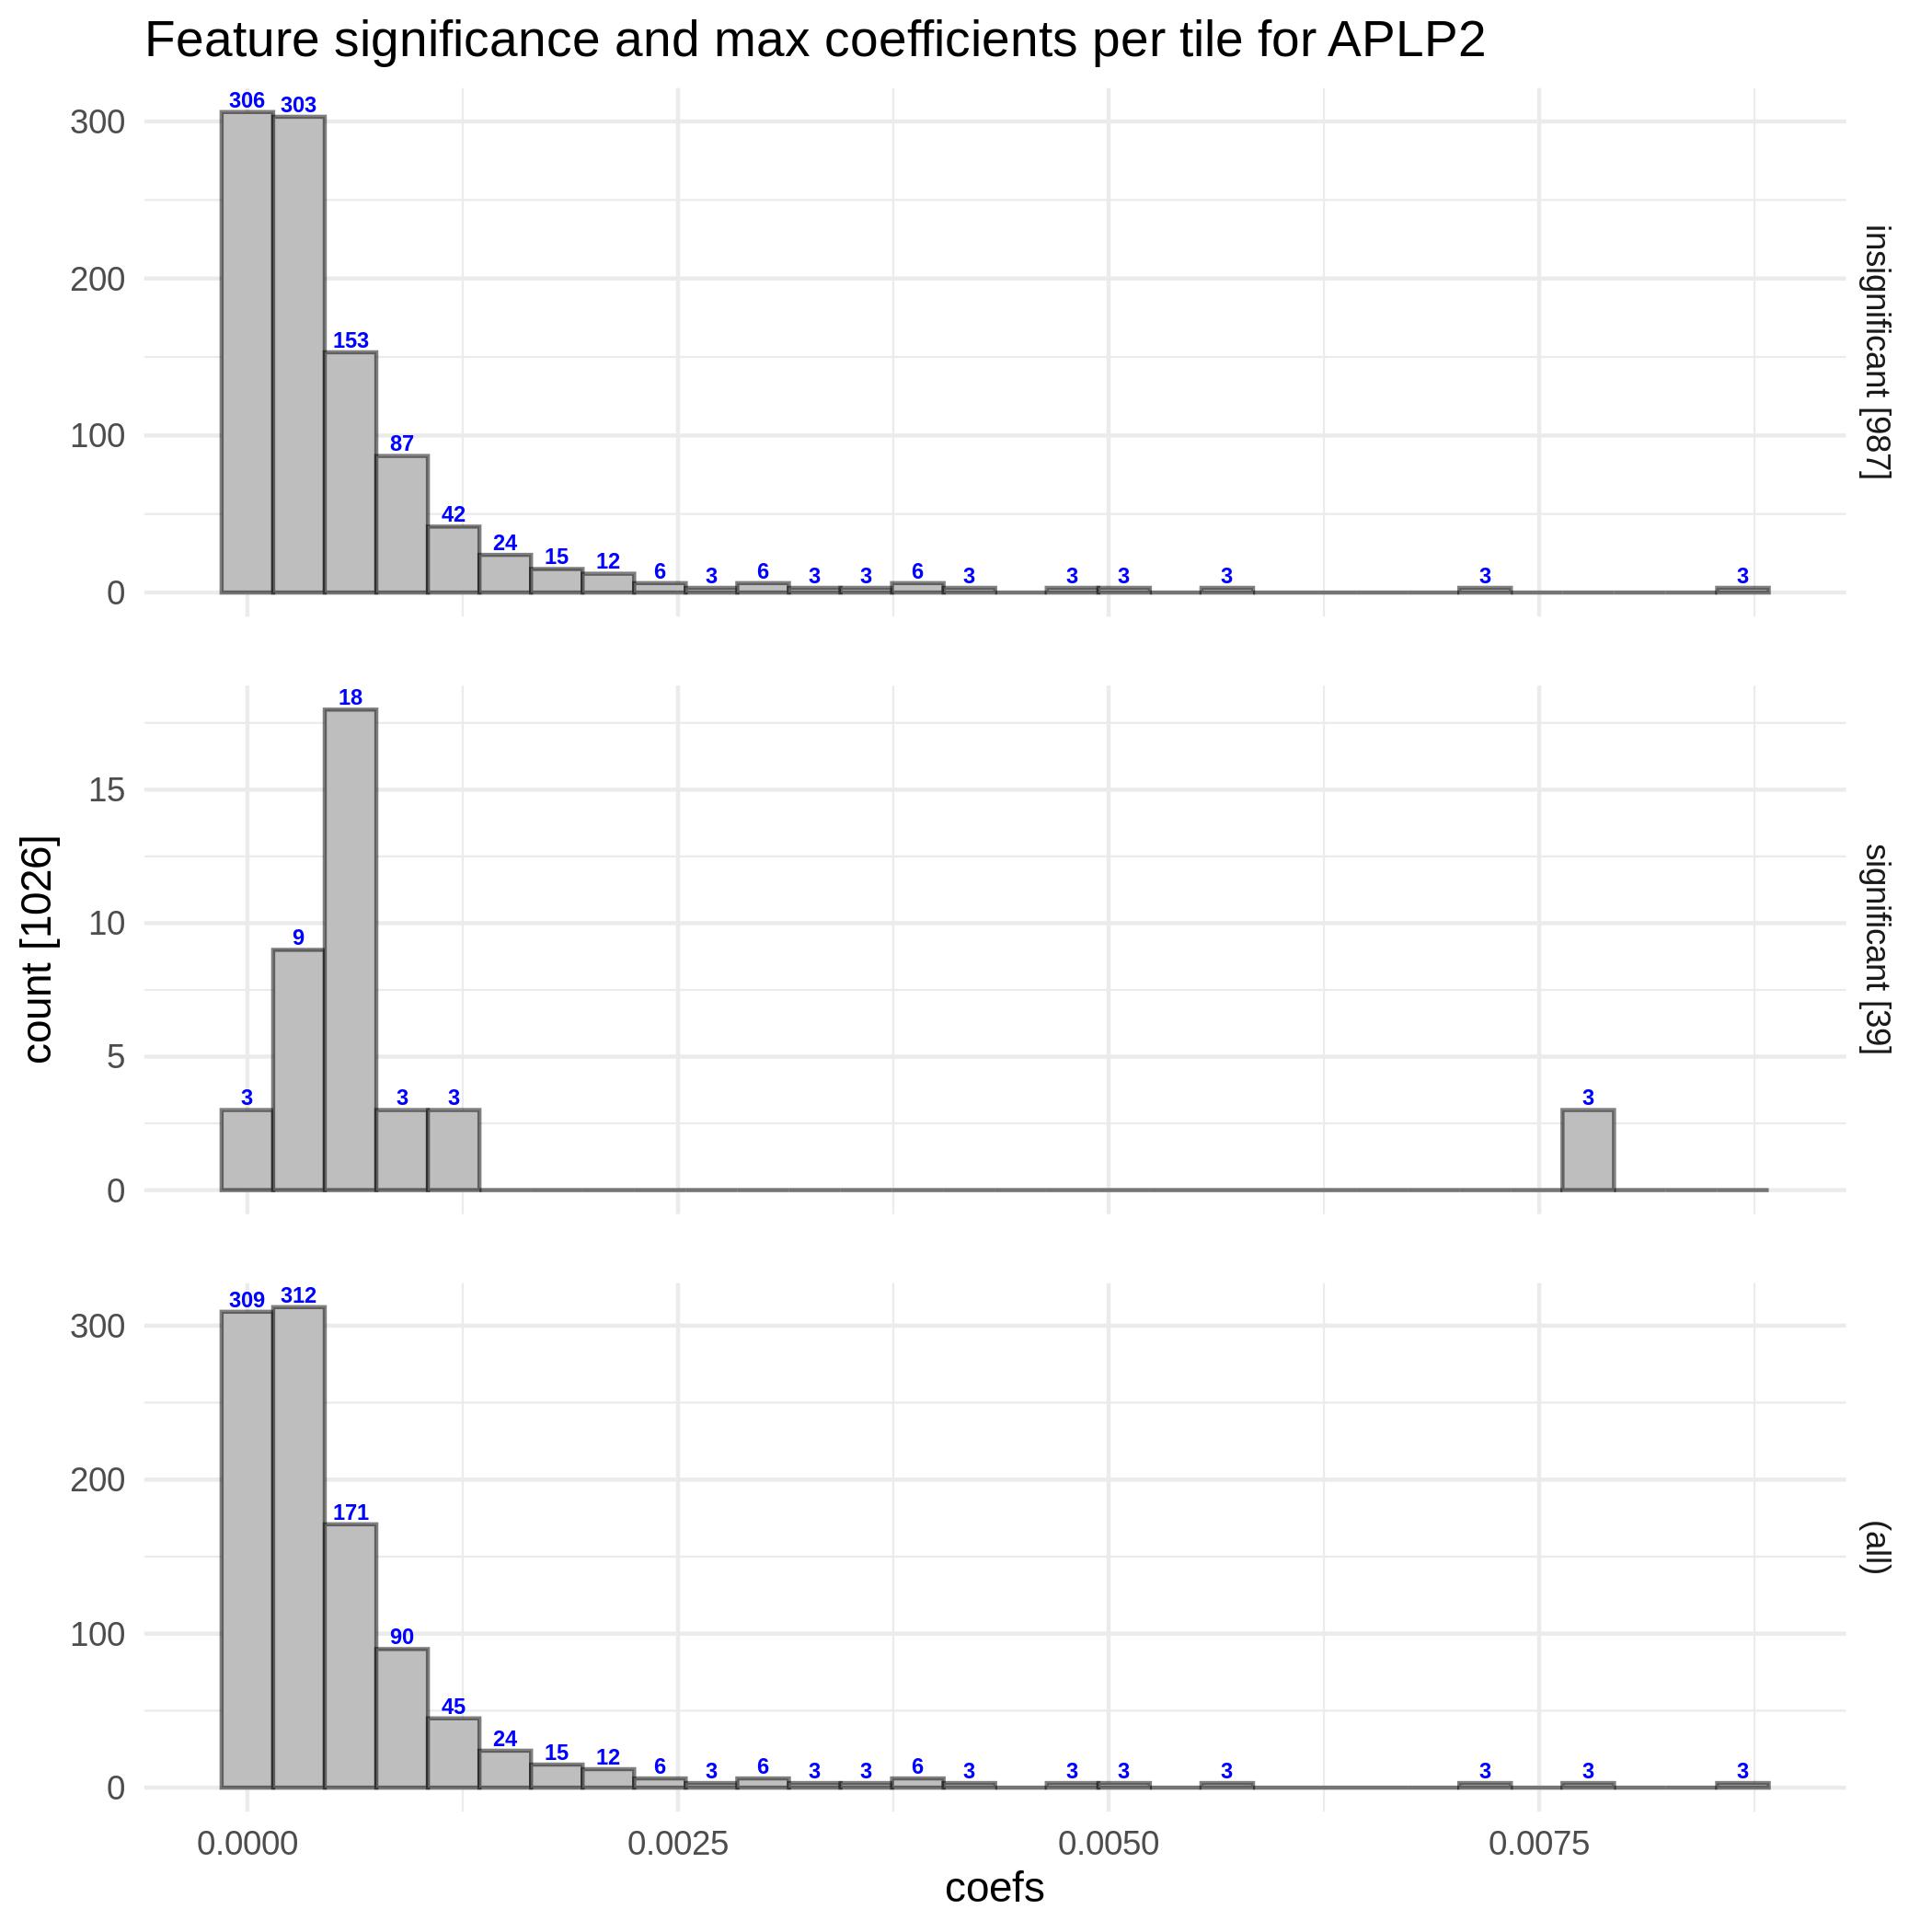 Feature significance and max coefficients per tile for APLP2
306 303 153 87 42 24 15 12 6 3 6 3 3 6 3 3 3 3 3 3
300
200
100
0
insignificant [987]
count [1026]
3 9 18 3 3 3
15
10
5
0
significant [39]
309 312 171 90 45 24 15 12 6 3 6 3 3 6 3 3 3 3 3 3 3
300
200
100
0
(all)
0.0000 0.0025 0.0050 0.0075
coefs